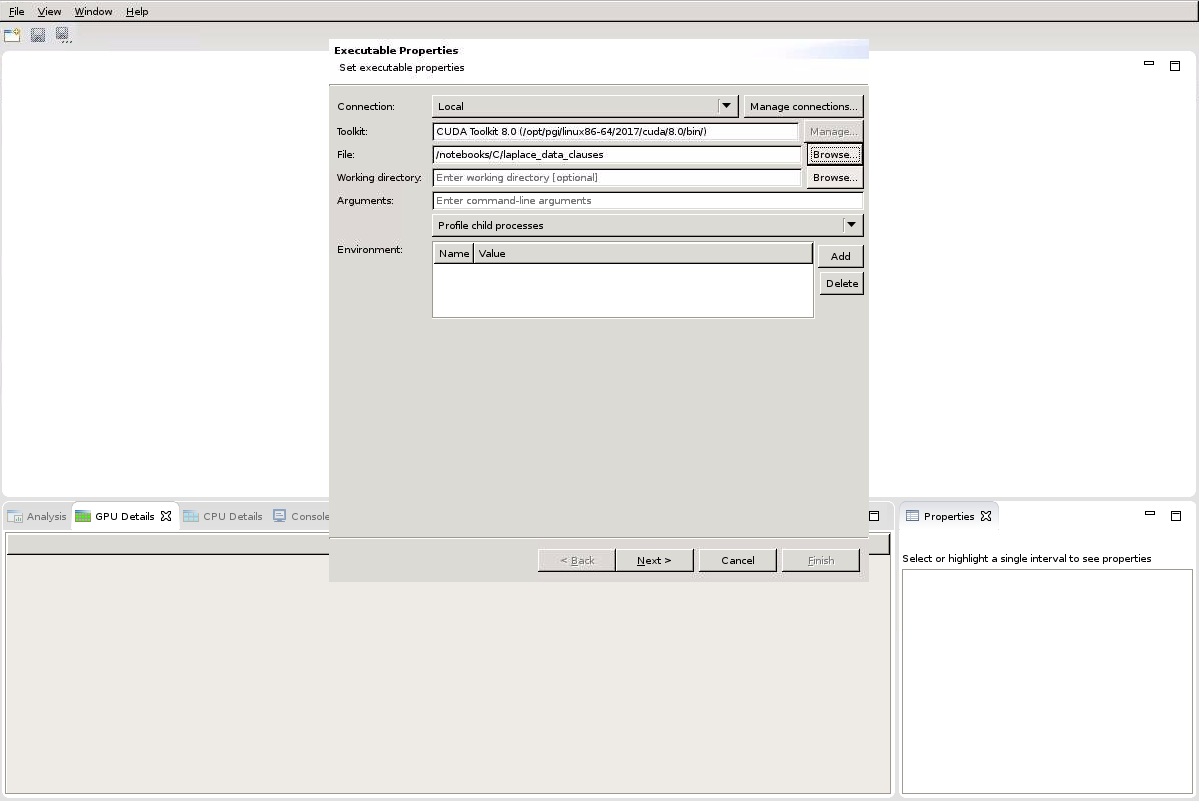 File View Window Help
Executable Properties
Set executable properties
Connection: Local Manage connections...
Toolkit: CUDA Toolkit 8.0 (/opt/pgi/linux86-64/2017/cuda/8.0/bin/) Manage...
File: /notebooks/C/laplace_data_clauses Browse...
Working directory: Enter working directory [optional] Browse...
Arguments: Enter command-line arguments
Profile child processes
Environment: Name Value Add
Delete
Analysis GPU Details CPU Details Console Properties
Select or highlight a single interval to see properties
< Back Next > Cancel Finish